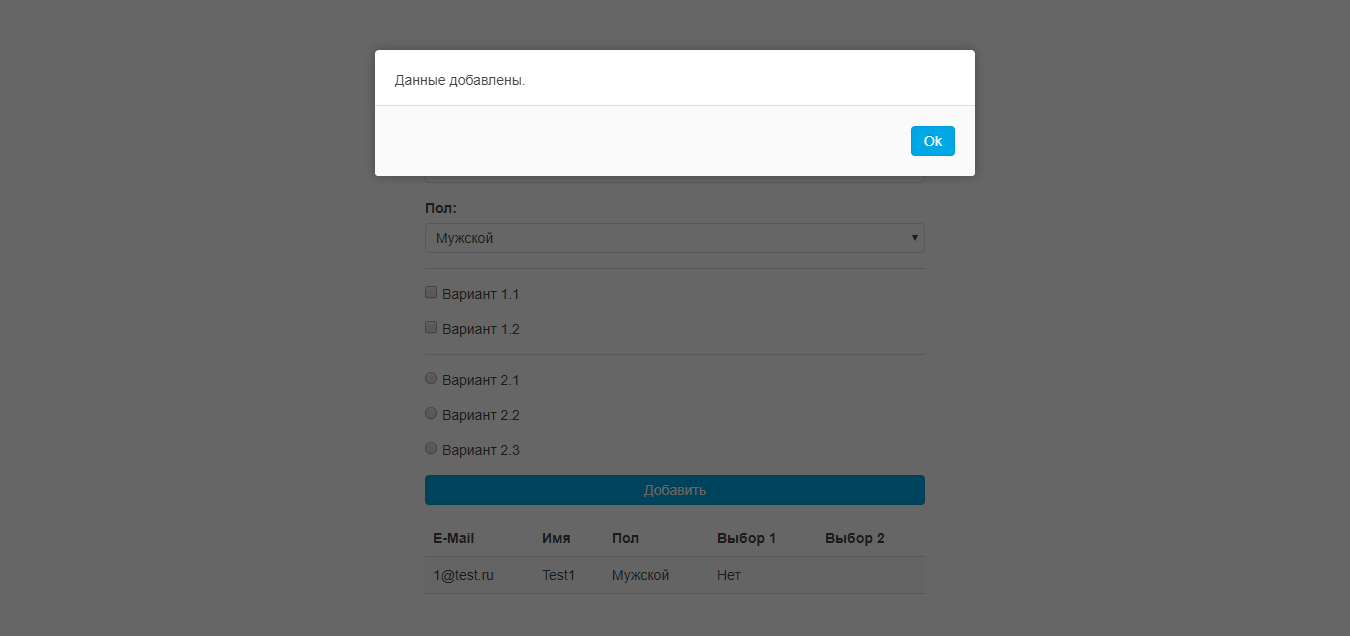 Данные добавлены.
Ok
Пол:
Мужской
Вариант 1.1
Вариант 1.2
Вариант 2.1
Вариант 2.2
Вариант 2.3
Добавить
E-Mail Имя Пол Выбор 1 Выбор 2
1@test.ru Test1 Мужской Нет